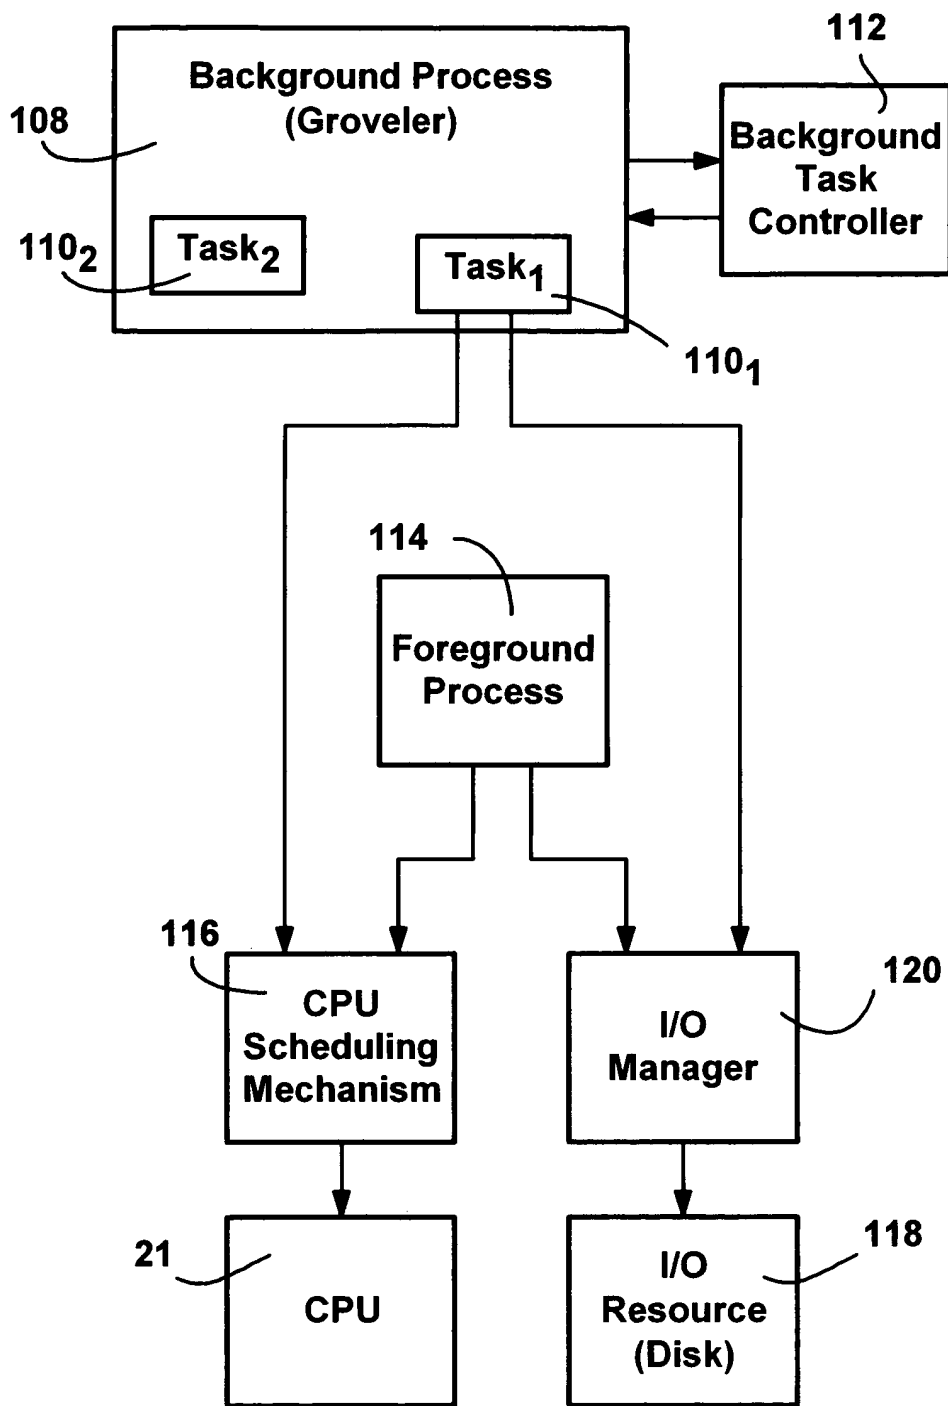 112
Background Process
(Groveler)
108
Background
Task
Controller
Task₂
110₂
Task₁
110₁
114
Foreground
Process
116
CPU
Scheduling
Mechanism
120
I/O
Manager
21
CPU
118
I/O
Resource
(Disk)